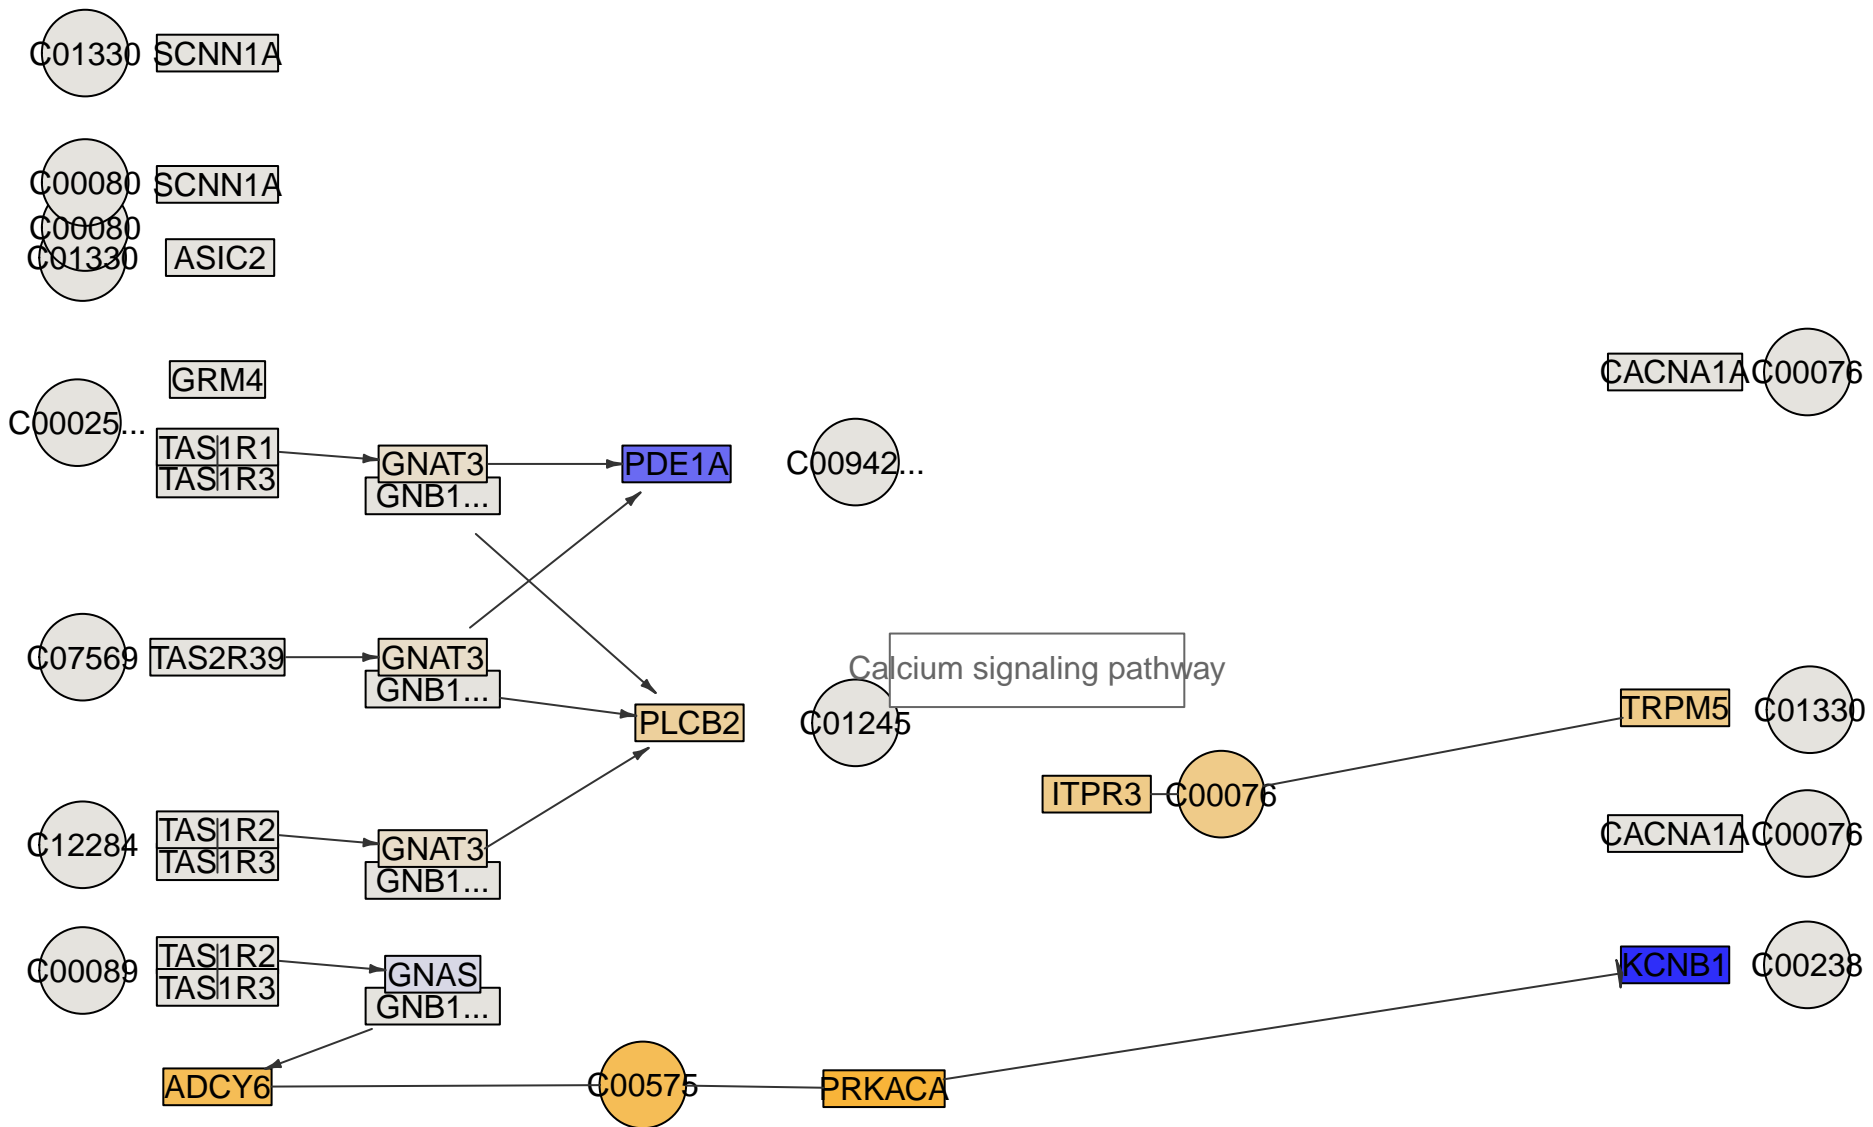 C01330 SCNN1A
C00080 SCNN1A
C00080
C01330 ASIC2
GRM4
CACNA1A C00076
C00025...
TAS1R1
GNAT3 PDE1A C00942...
TAS1R3
GNB1...
C07569 TAS2R39 GNAT3
Calcium signaling pathway
GNB1...
PLCB2 C01245
TRPM5 C01330
ITPR3 C00076
C12284
TAS1R2
GNAT3
CACNA1A C00076
TAS1R3
GNB1...
C00089
TAS1R2
GNAS
KCNB1 C00238
TAS1R3
GNB1...
ADCY6 C00575 PRKACA